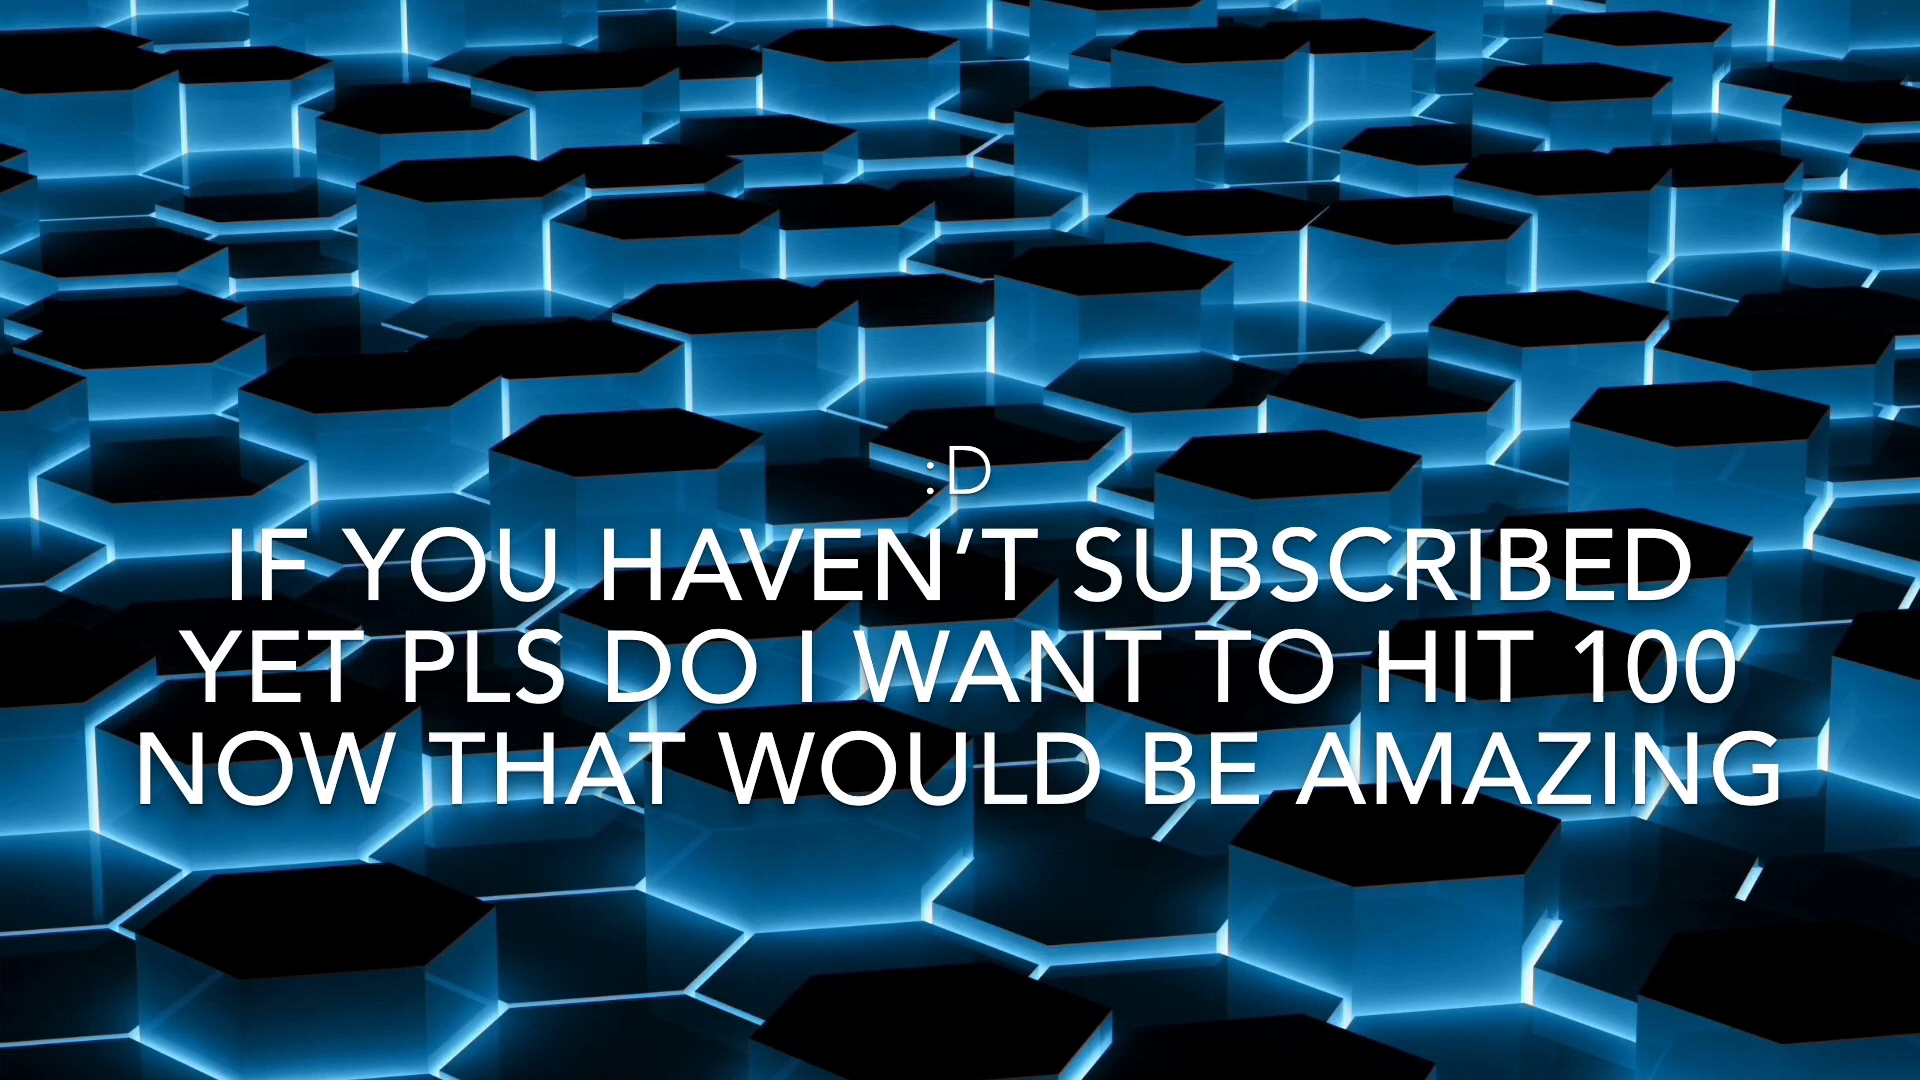 :D
IF YOU HAVEN’T SUBSCRIBED
YET PLS DO I WANT TO HIT 100
NOW THAT WOULD BE AMAZING